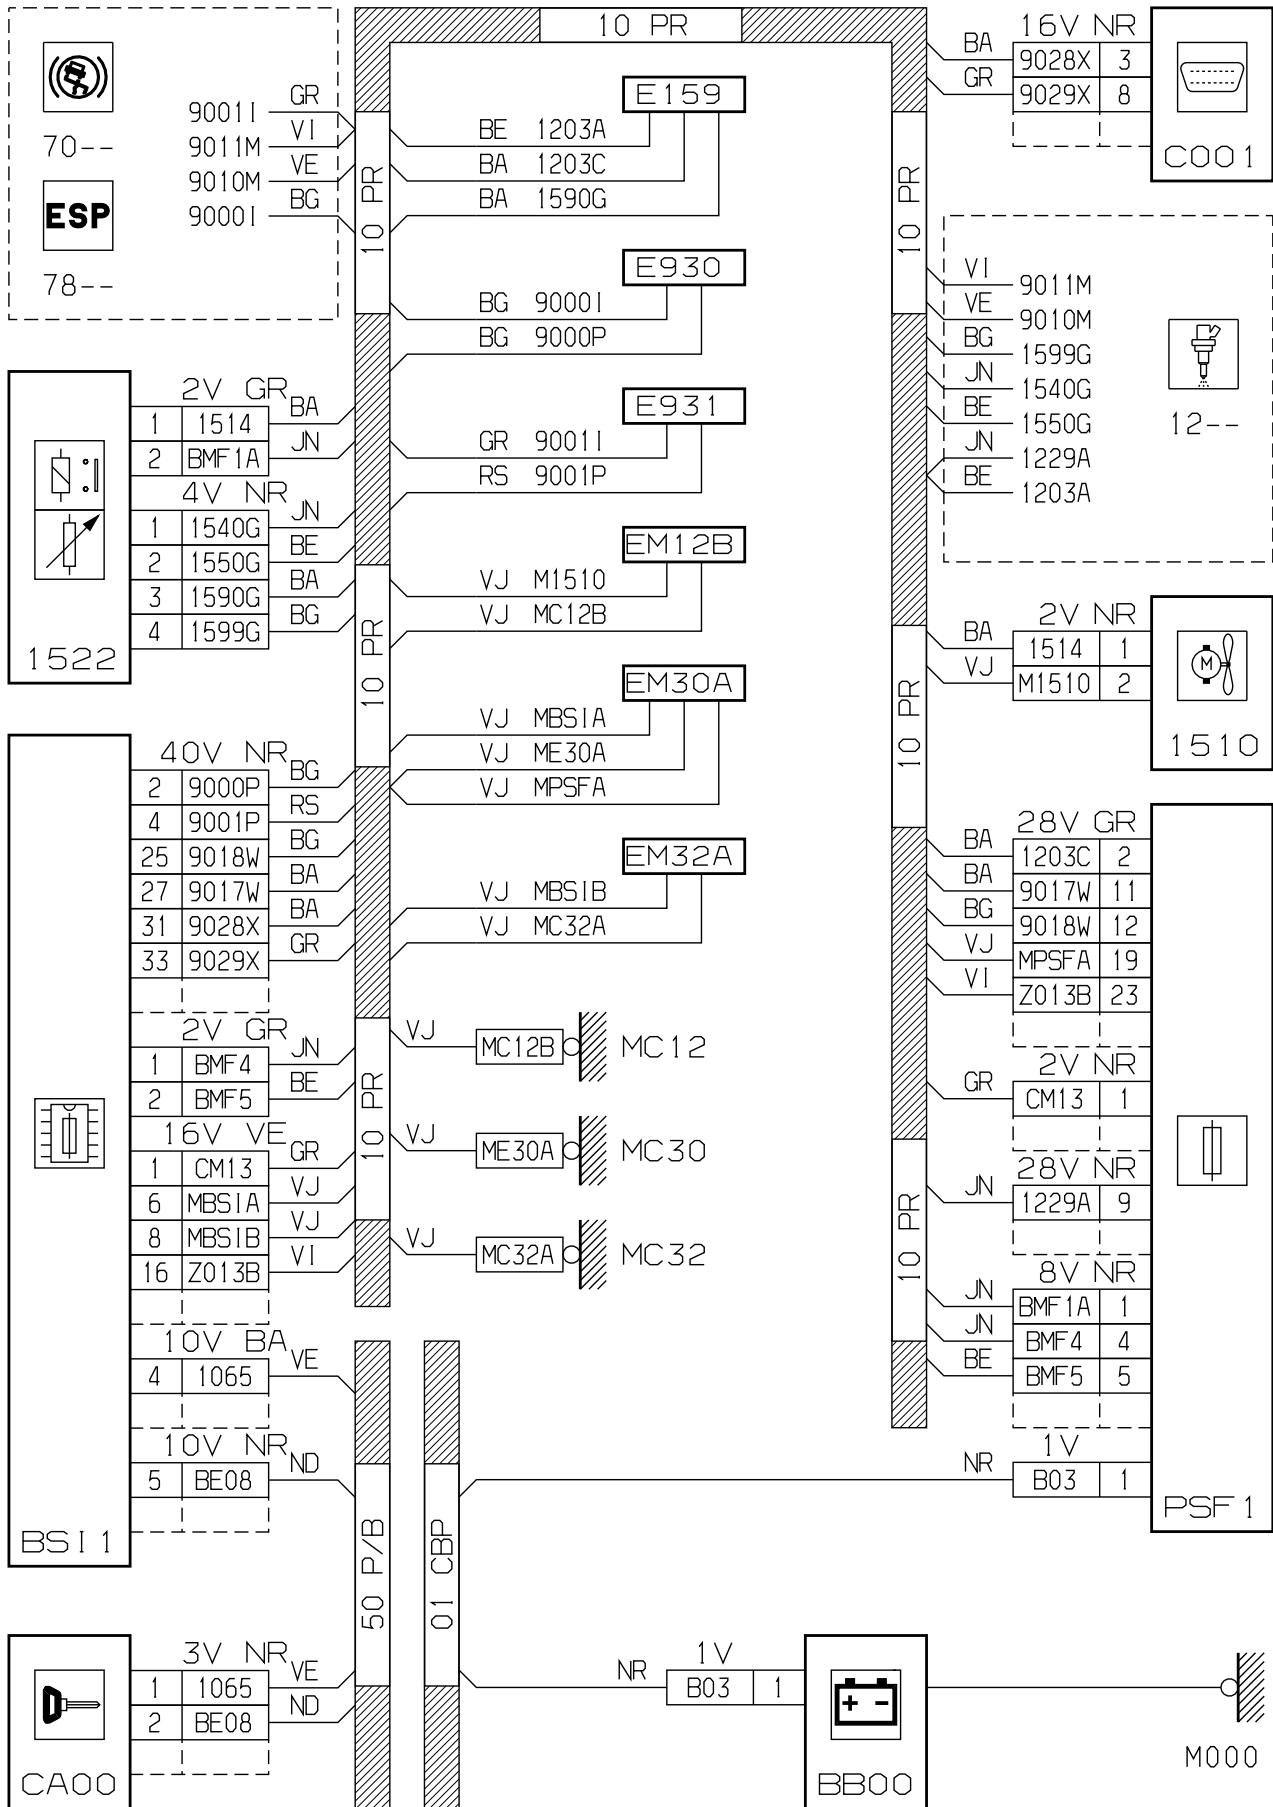 10 PR
70--
9001I GR
9011M VI
9010M VE
9000I BG
ESP
78--
10 PR
E159
BE 1203A
BA 1203C
BA 1590G
E930
BG 9000I
BG 9000P
E931
GR 9001I
RS 9001P
EM12B
VJ M1510
VJ MC12B
EM30A
VJ MBSIA
VJ ME30A
VJ MPSFA
EM32A
VJ MBSIB
VJ MC32A
VJ MC12B MC12
VJ ME30A MC30
VJ MC32A MC32
10 PR
10 PR
2V GR
1 1514 BA
2 BMF1A JN
4V NR
1 1540G JN
2 1550G BE
3 1590G BA
4 1599G BG
1522
40V NR
2 9000P BG
4 9001P RS
25 9018W BG
27 9017W BA
31 9028X BA
33 9029X GR
2V GR
1 BMF4 JN
2 BMF5 BE
16V VE
1 CM13 GR
6 MBSIA VJ
8 MBSIB VJ
16 Z013B VI
10V BA
4 1065 VE
10V NR
5 BE08 ND
BSI1
3V NR
1 1065 VE
2 BE08 ND
CA00
50 P/B
01 CBP
16V NR
BA 9028X 3
GR 9029X 8
C001
10 PR
VI 9011M
VE 9010M
BG 1599G
JN 1540G
BE 1550G
JN 1229A
BE 1203A
12--
10 PR
2V NR
BA 1514 1
VJ M1510 2
M
1510
28V GR
BA 1203C 2
BA 9017W 11
BG 9018W 12
VJ MPSFA 19
VI Z013B 23
2V NR
GR CM13 1
10 PR
28V NR
JN 1229A 9
8V NR
JN BMF1A 1
JN BMF4 4
BE BMF5 5
1V
NR B03 1
PSF1
1V
NR B03 1
+ -
BB00
M000